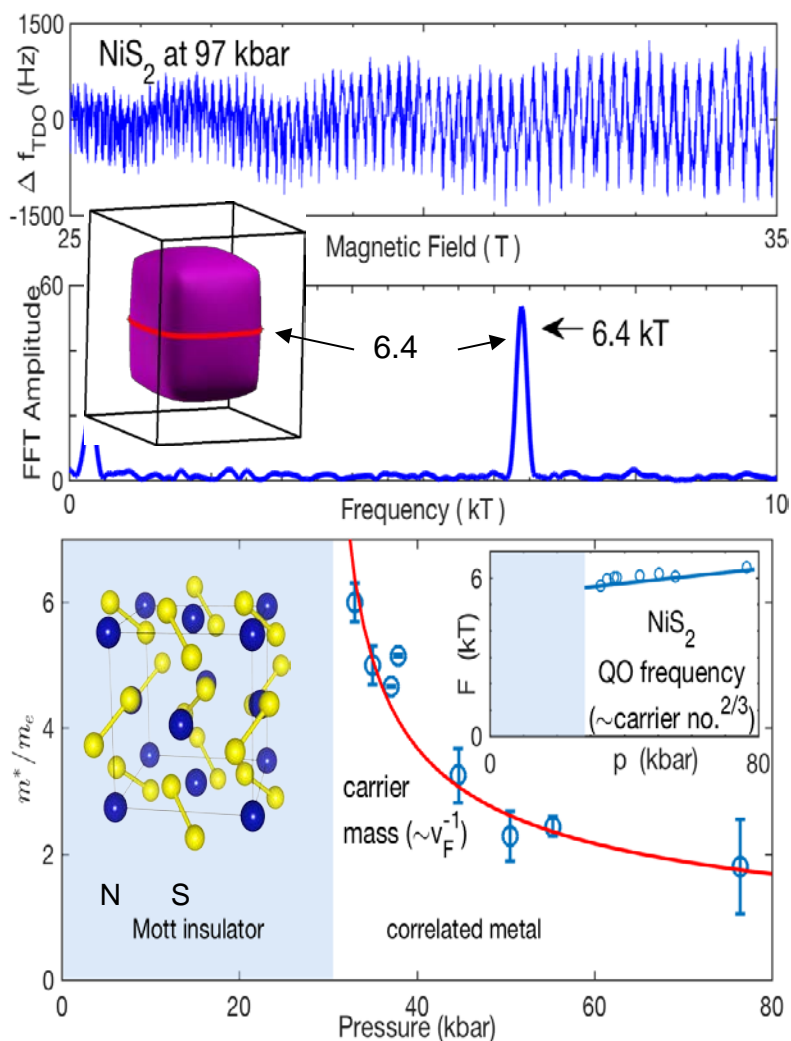 1500
NiS2 at 97 kbar
Δ fTDO
(Hz)
0
-1500
25
Magnetic Field ( T )
35
60
6.4
6.4 kT
FFT Amplitude
0
0
Frequency ( kT )
10
6
F (kT)
NiS2
QO frequency
(~carrier no.2/3)
0
0
p (kbar)
80
6
4
m*/me
carrier
mass (~vF-1)
2
N S
Mott insulator
correlated metal
0
0
20
40
60
80
Pressure (kbar)